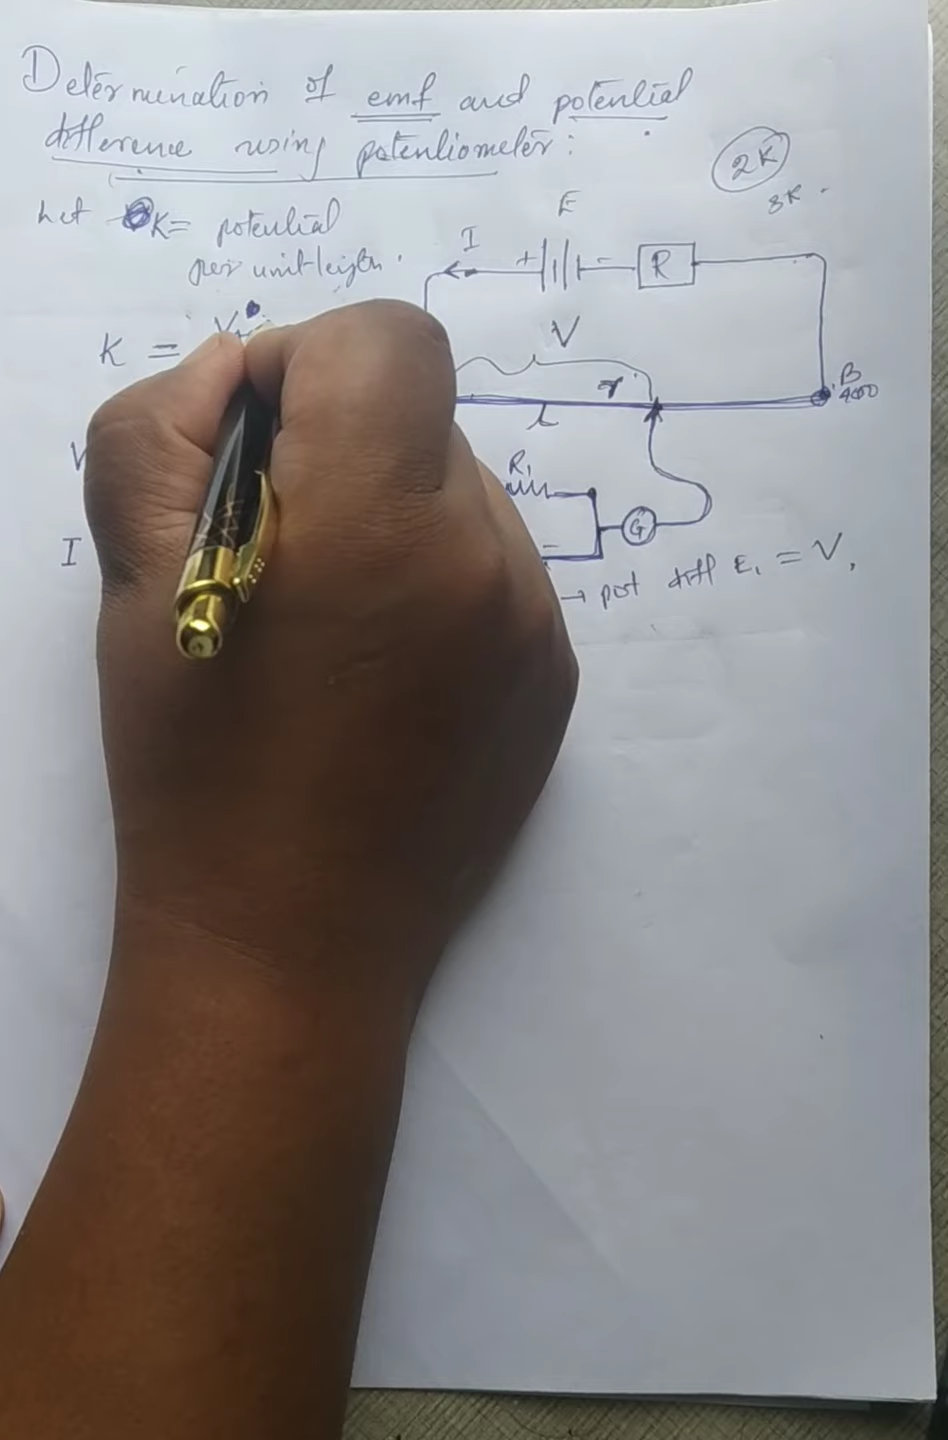 Determination of emf and potential
difference using potentiometer:
2K
3K.
Let K= potential
per unit length.
E
I
+
-
R
K =
V
V
r
B
400
l
R1
G
I
-
→ pot diff E1 = V,